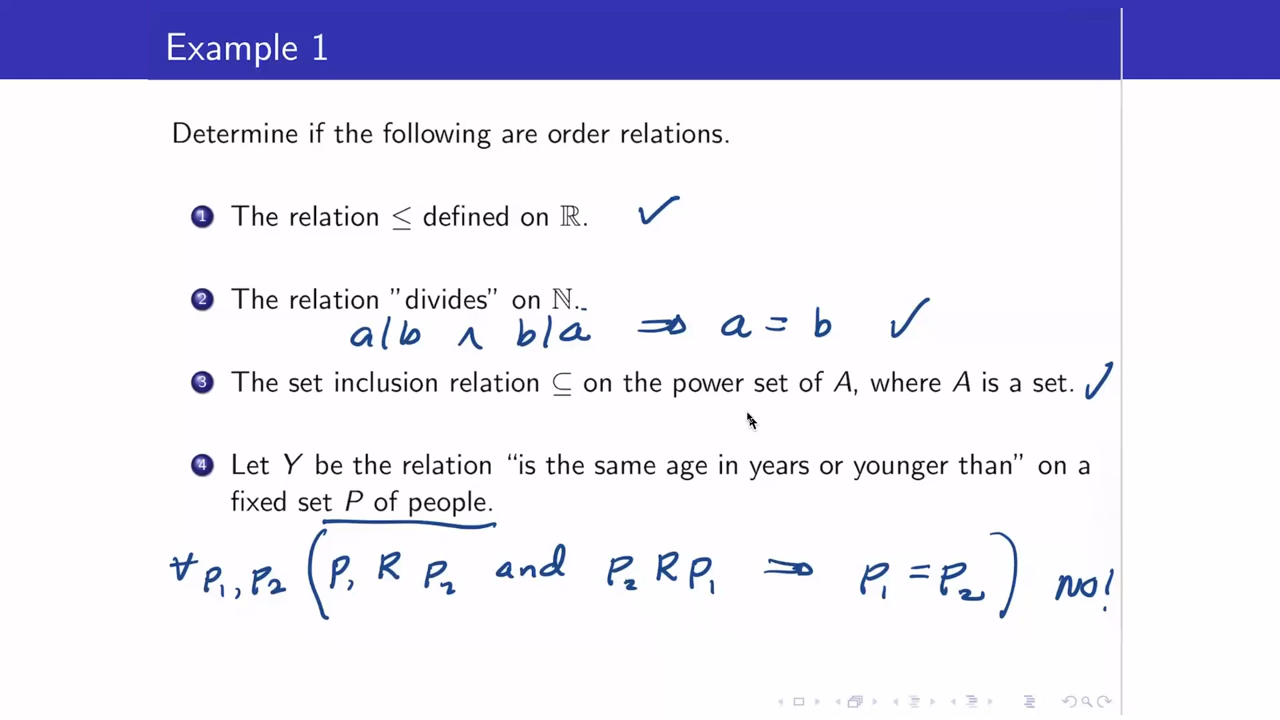 Example 1
Determine if the following are order relations.
1 The relation ≤ defined on ℝ. ✓
2 The relation "divides" on ℕ.
a|b ∧ b|a ⇒ a = b ✓
3 The set inclusion relation ⊆ on the power set of A, where A is a set. ✓
4 Let Y be the relation “is the same age in years or younger than” on a
fixed set P of people.
∀ p₁, p₂ (p₁ R p₂ and p₂ R p₁ ⇒ p₁ = p₂) no!